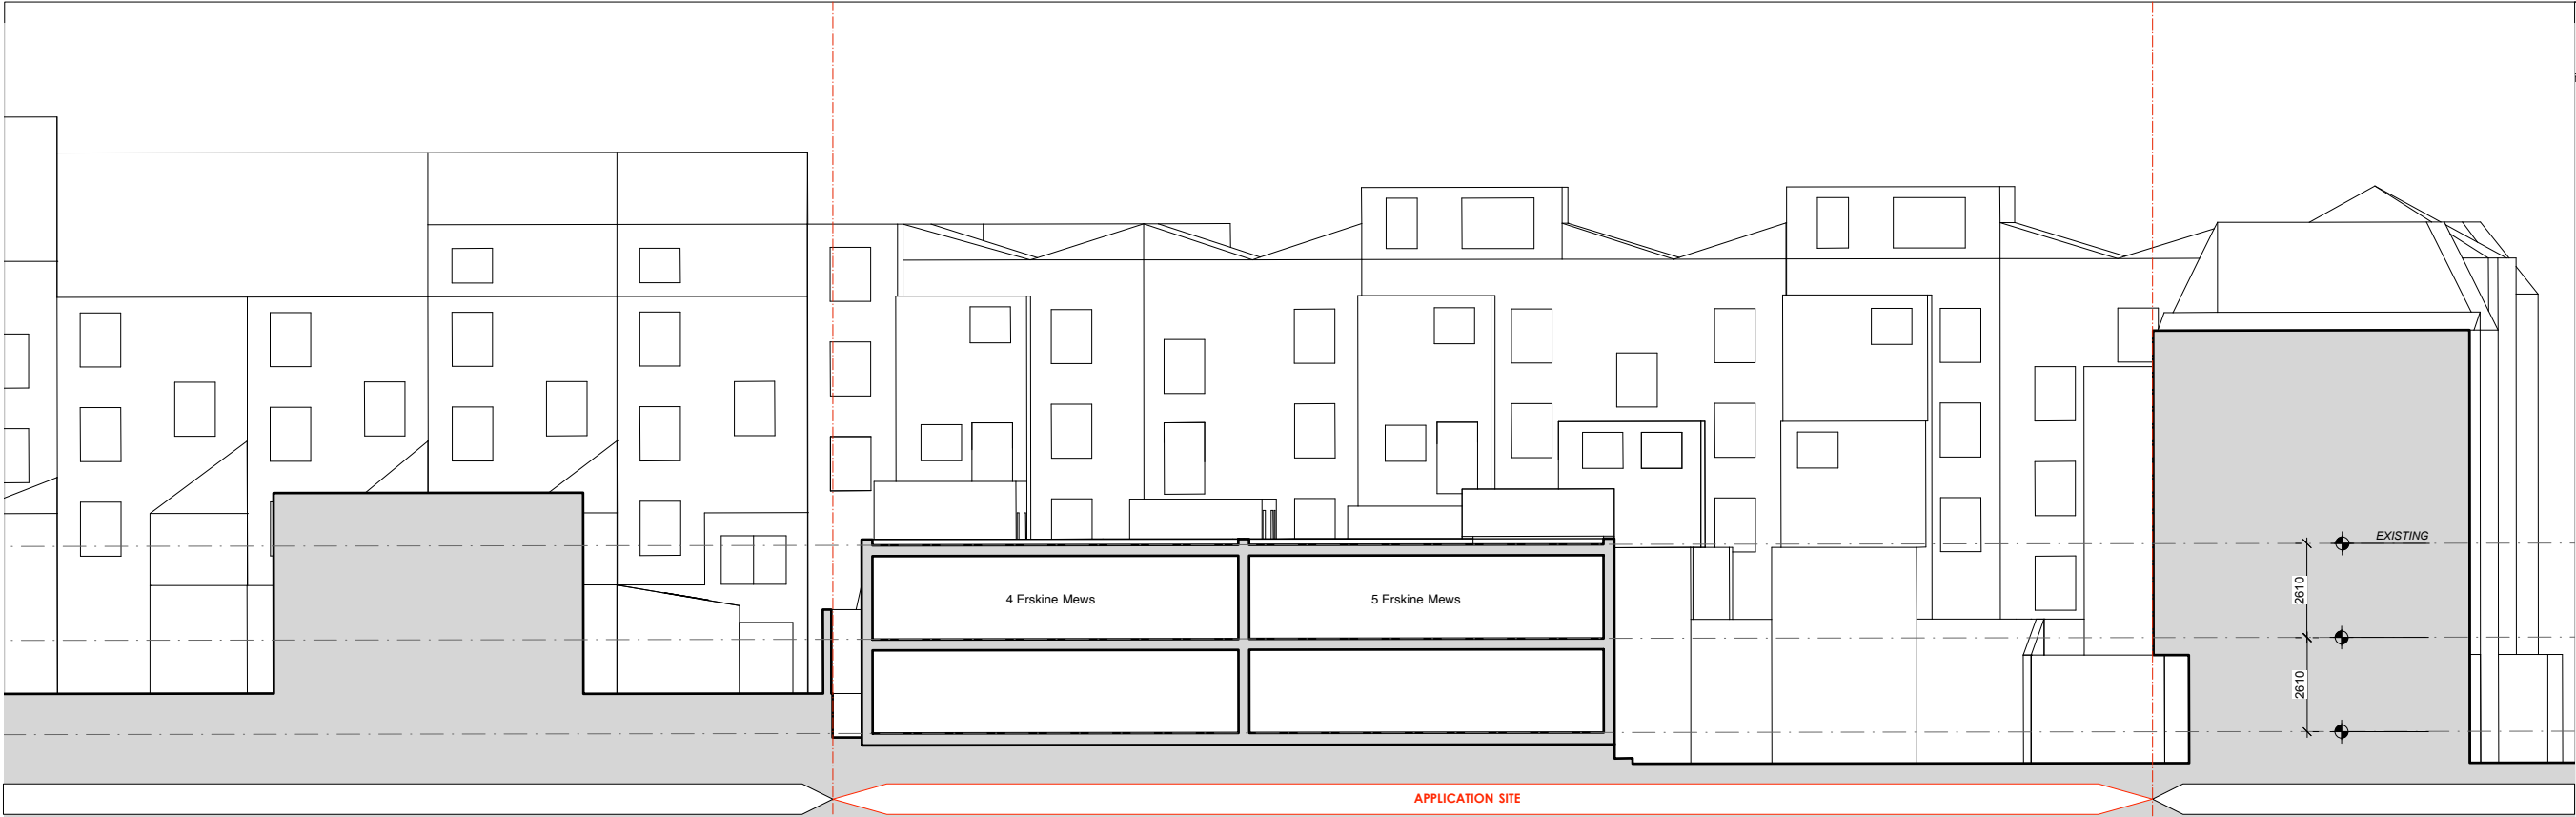 EXISTING
2610
4 Erskine Mews
5 Erskine Mews
2610
APPLICATION SITE